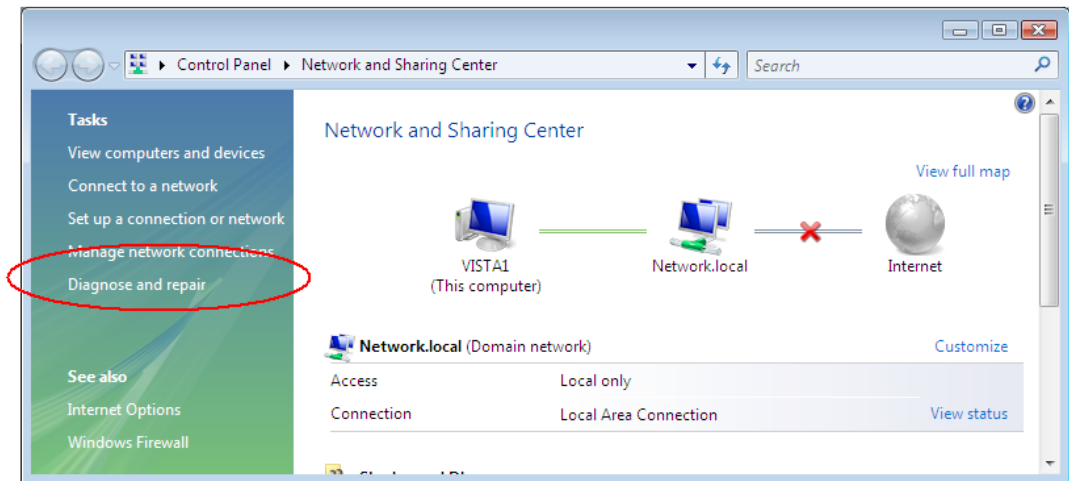 Control Panel Network and Sharing Center Search
Tasks
View computers and devices
Connect to a network
Set up a connection or network
Manage network connections
Diagnose and repair
See also
Internet Options
Windows Firewall
Network and Sharing Center
View full map
VISTA1
(This computer)
Network.local
Internet
Network.local (Domain network) Customize
Access Local only
Connection Local Area Connection View status